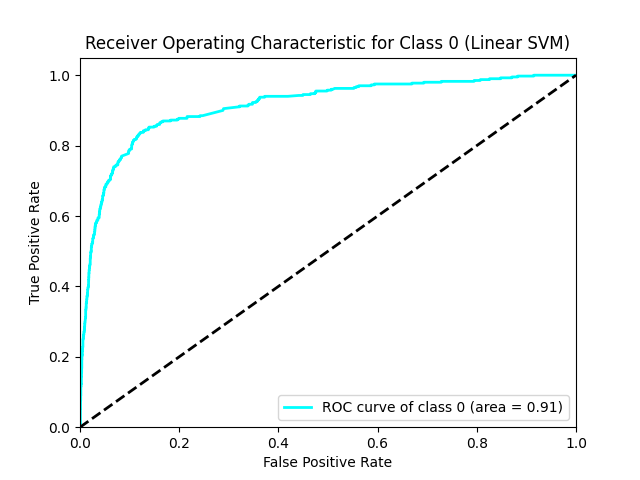 Receiver Operating Characteristic for Class 0 (Linear SVM)
True Positive Rate
1.0
0.8
0.6
0.4
0.2
0.0
0.0 0.2 0.4 0.6 0.8 1.0
False Positive Rate
ROC curve of class 0 (area = 0.91)